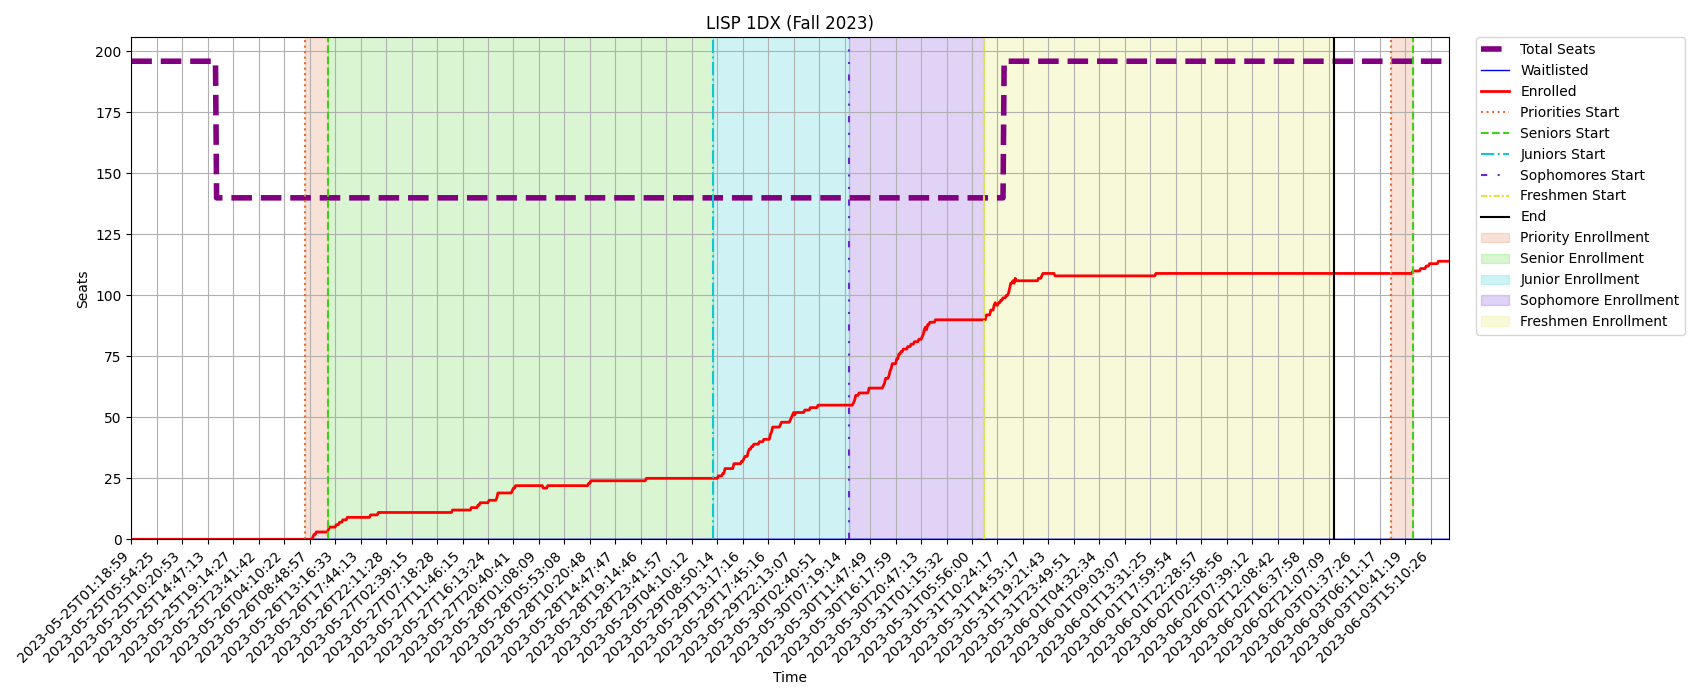 LISP 1DX (Fall 2023)
200
175
150
125
100
75
50
25
0
Seats
2023-05-25T01:18:59
2023-05-25T05:54:25
2023-05-25T10:20:53
2023-05-25T14:47:13
2023-05-25T19:14:27
2023-05-25T23:41:42
2023-05-26T04:10:22
2023-05-26T08:48:57
2023-05-26T13:16:33
2023-05-26T17:44:13
2023-05-26T22:11:28
2023-05-27T02:39:15
2023-05-27T07:18:28
2023-05-27T11:46:15
2023-05-27T16:13:24
2023-05-27T20:40:41
2023-05-28T01:08:09
2023-05-28T05:53:08
2023-05-28T10:20:48
2023-05-28T14:47:47
2023-05-28T19:14:46
2023-05-28T23:41:57
2023-05-29T04:10:12
2023-05-29T08:50:14
2023-05-29T13:17:16
2023-05-29T17:45:16
2023-05-29T22:13:07
2023-05-30T02:40:51
2023-05-30T07:19:14
2023-05-30T11:47:49
2023-05-30T16:17:59
2023-05-30T20:47:13
2023-05-31T01:15:32
2023-05-31T05:56:00
2023-05-31T10:24:17
2023-05-31T14:53:17
2023-05-31T19:21:43
2023-05-31T23:49:51
2023-06-01T04:32:34
2023-06-01T09:03:07
2023-06-01T13:31:25
2023-06-01T17:59:54
2023-06-01T22:28:57
2023-06-02T02:58:56
2023-06-02T07:39:12
2023-06-02T12:08:42
2023-06-02T16:37:58
2023-06-02T21:07:09
2023-06-03T01:37:26
2023-06-03T06:11:17
2023-06-03T10:41:19
2023-06-03T15:10:26
Time
Total Seats
Waitlisted
Enrolled
Priorities Start
Seniors Start
Juniors Start
Sophomores Start
Freshmen Start
End
Priority Enrollment
Senior Enrollment
Junior Enrollment
Sophomore Enrollment
Freshmen Enrollment